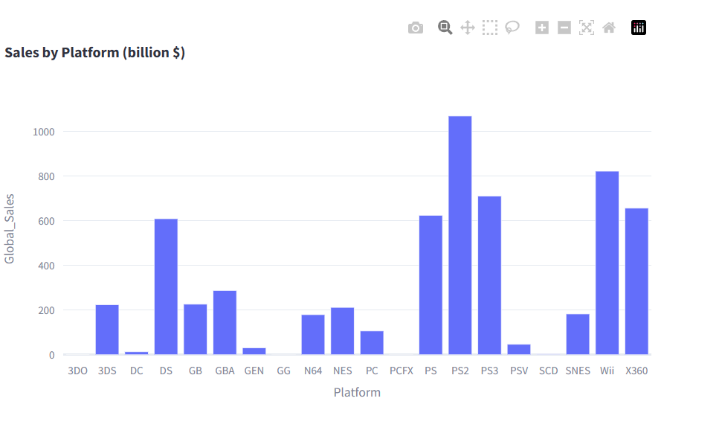 Sales by Platform (billion $)
1000
800
600
400
200
0
Global_Sales
3DO 3DS DC DS GB GBA GEN GG N64 NES PC PCFX PS PS2 PS3 PSV SCD SNES Wii X360
Platform